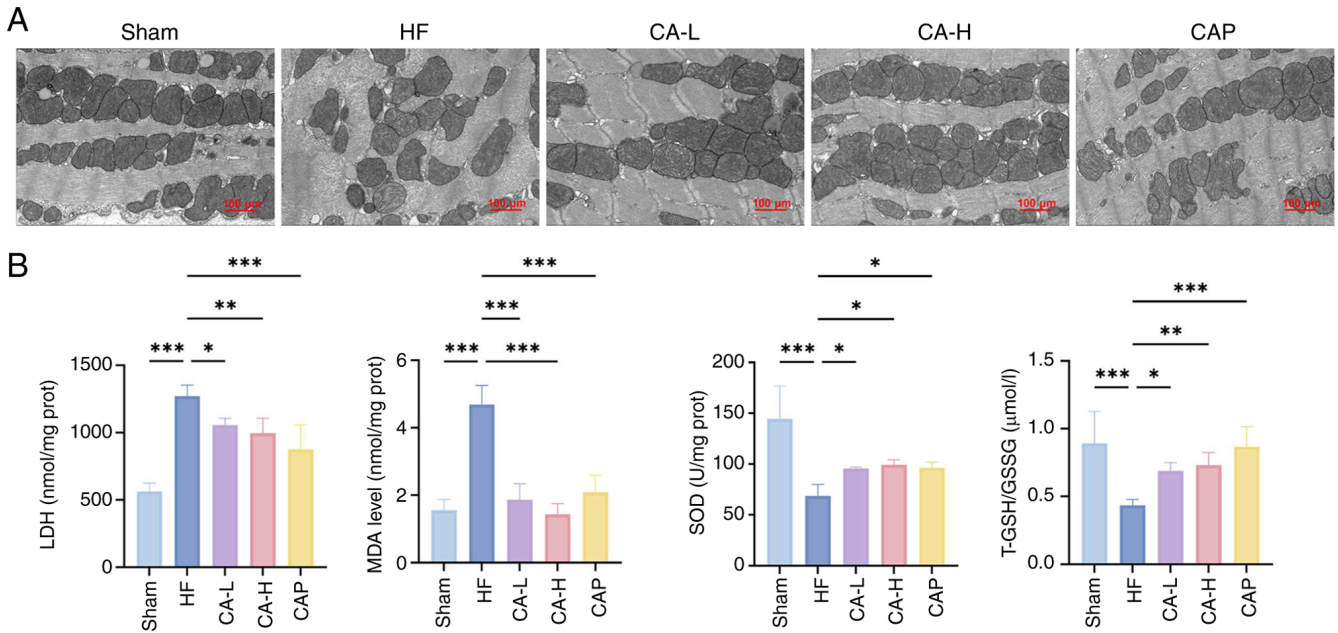 A
Sham HF CA-L CA-H CAP
100 µm 100 µm 100 µm 100 µm 100 µm
B
LDH (nmol/mg prot)
1500
1000
500
0
*** * ** ***
Sham HF CA-L CA-H CAP
MDA level (nmol/mg prot)
6
4
2
0
*** *** *** ***
Sham HF CA-L CA-H CAP
SOD (U/mg prot)
200
150
100
50
0
*** * * *
Sham HF CA-L CA-H CAP
T-GSH/GSSG (µmol/l)
1.5
1.0
0.5
0.0
*** * ** ***
Sham HF CA-L CA-H CAP